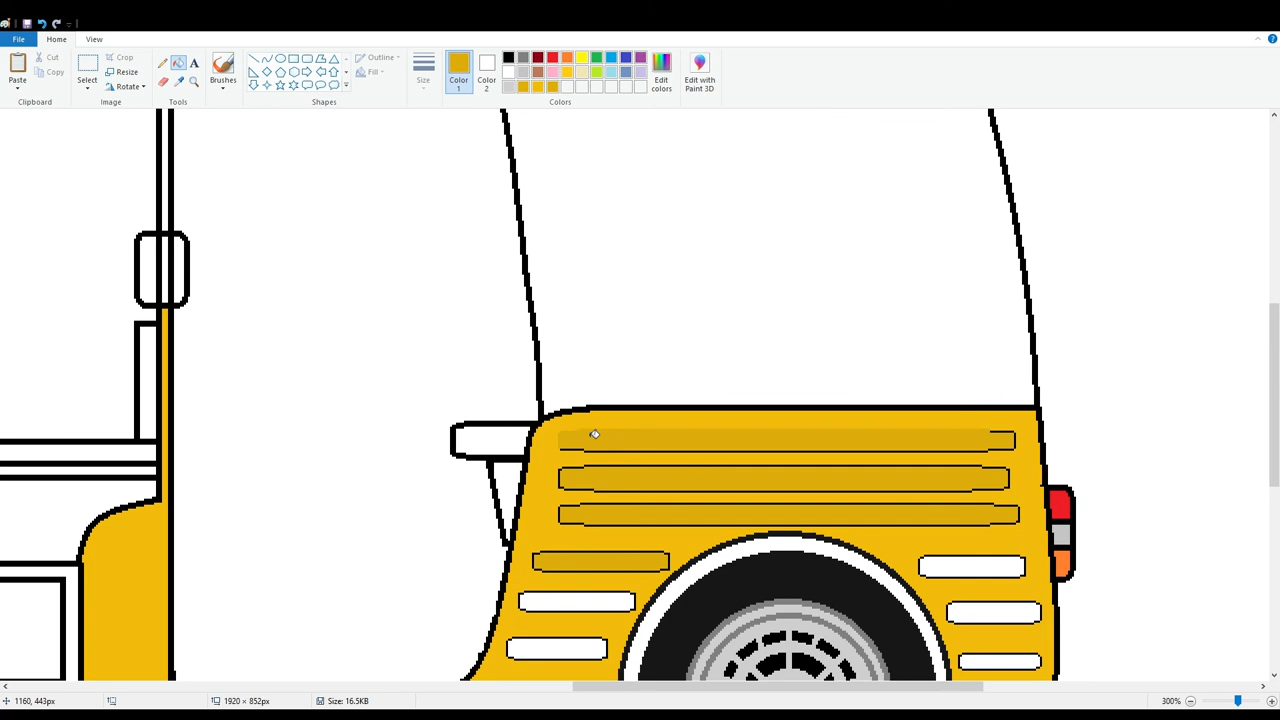 File Home View
Paste Cut Copy
Clipboard
Select Crop Resize Rotate
Image
A
Tools
Brushes
Outline Fill
Shapes
Size
Color 1
Color 2
Edit colors
Colors
Edit with Paint 3D
1160, 443px 1920 × 852px Size: 16.5KB 300%